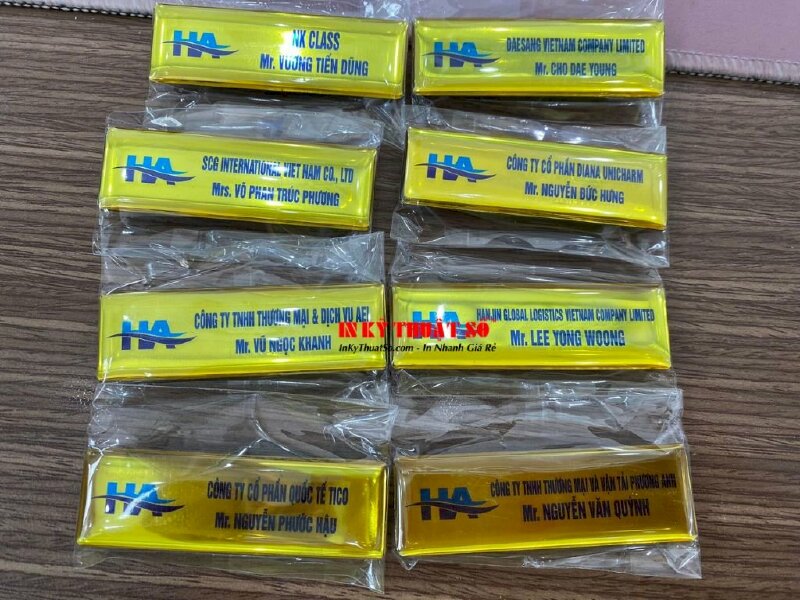 HA
NK CLASS
Mr. VƯƠNG TIẾN DŨNG
HA
DAESANG VIETNAM COMPANY LIMITED
Mr. CHO DAE YOUNG
HA
SCG INTERNATIONAL VIET NAM CO., LTD
Mrs. VÕ PHAN TRÚC PHƯƠNG
HA
CÔNG TY CỔ PHẦN DIANA UNICHARM
Mr. NGUYỄN ĐỨC HƯNG
HA
CÔNG TY TNHH THƯƠNG MẠI & DỊCH VỤ AEI
Mr. VŨ NGỌC KHANH
HA
HANJIN GLOBAL LOGISTICS VIETNAM COMPANY LIMITED
Mr. LEE YONG WOONG
IN KỸ THUẬT SỐ
InKyThuatSo.com - In Nhanh Giá Rẻ
HA
CÔNG TY CỔ PHẦN QUỐC TẾ TICO
Mr. NGUYỄN PHƯỚC HẬU
HA
CÔNG TY TNHH THƯƠNG MẠI VÀ VẬN TẢI PHƯƠNG ANH
Mr. NGUYỄN VĂN QUỲNH